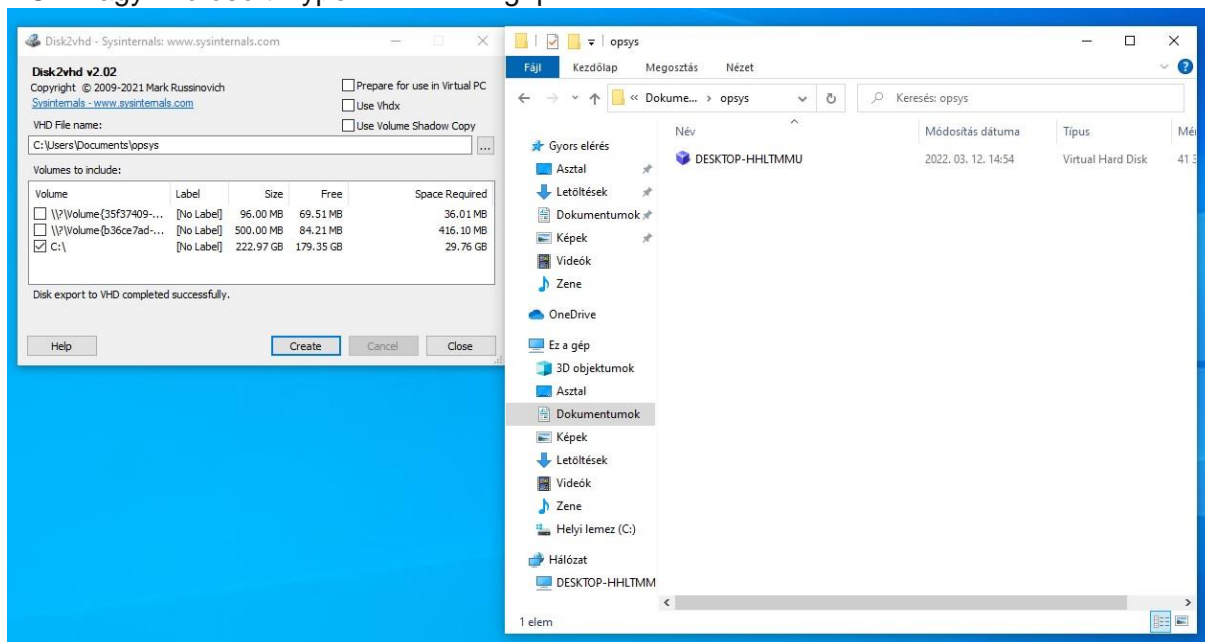 Disk2vhd - Sysinternals: www.sysinternals.com
Disk2vhd v2.02
Copyright © 2009-2021 Mark Russinovich
Sysinternals - www.sysinternals.com
Prepare for use in Virtual PC
Use Vhdx
Use Volume Shadow Copy
VHD File name:
C:\Users\Documents\opsys
...
Volumes to include:
Volume Label Size Free Space Required
\\?\Volume{35f37409-... [No Label] 96.00 MB 69.51 MB 36.01 MB
\\?\Volume{b36ce7ad-... [No Label] 500.00 MB 84.21 MB 416.10 MB
C:\ [No Label] 222.97 GB 179.35 GB 29.76 GB
Disk export to VHD completed successfully.
Help Create Cancel Close
opsys
Fájl Kezdőlap Megosztás Nézet
« Dokume... › opsys
Keresés: opsys
Név Módosítás dátuma Típus
DESKTOP-HHLTMMU 2022. 03. 12. 14:54 Virtual Hard Disk
Gyors elérés
Asztal
Letöltések
Dokumentumok
Képek
Videók
Zene
OneDrive
Ez a gép
3D objektumok
Asztal
Dokumentumok
Képek
Letöltések
Videók
Zene
Helyi lemez (C:)
Hálózat
DESKTOP-HHLTMM
1 elem